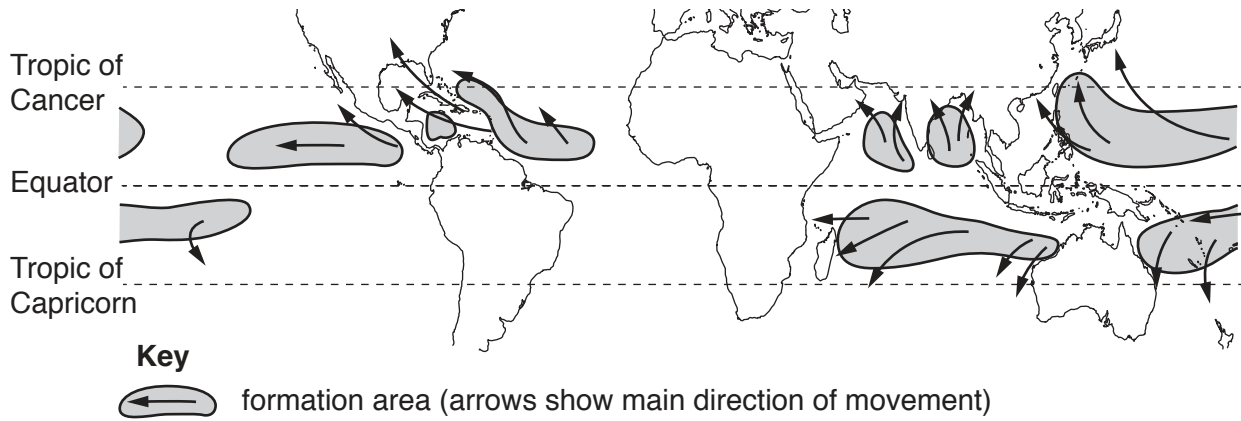 Tropic of
Cancer
Equator
Tropic of
Capricorn
Key
formation area (arrows show main direction of movement)